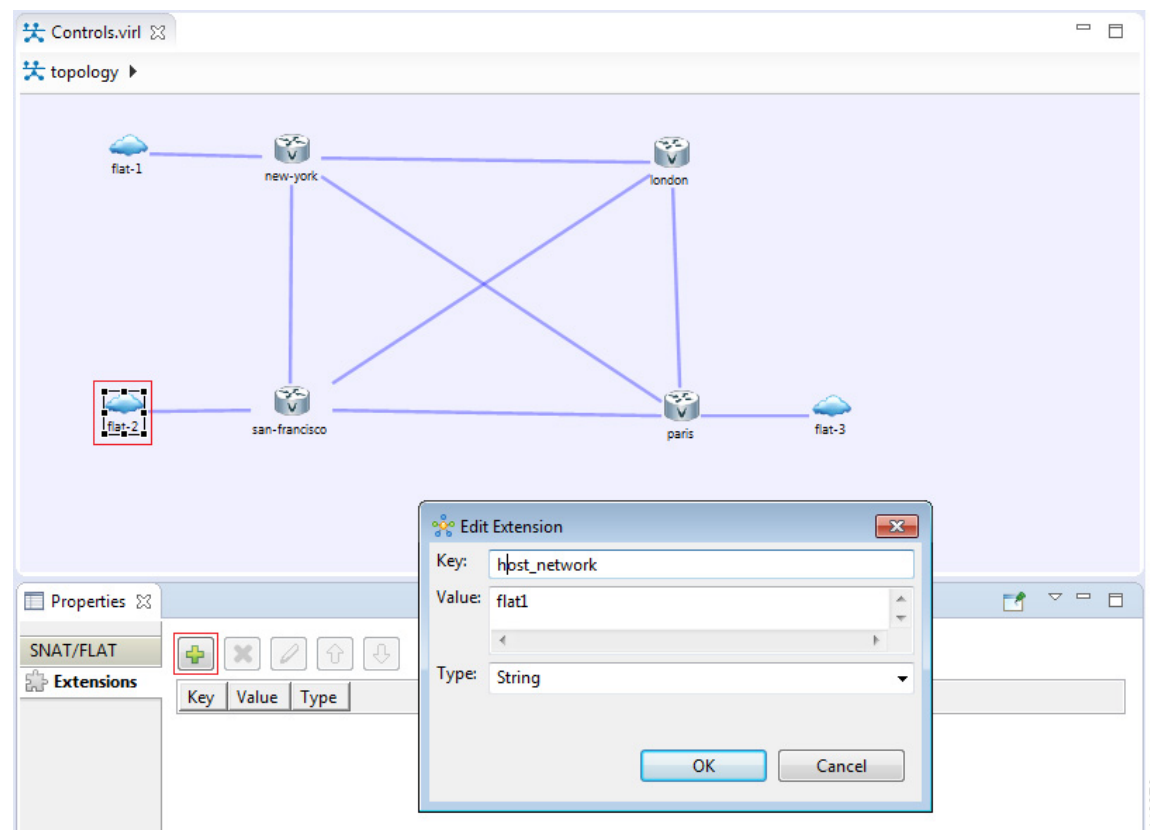 Controls.virl
topology
flat-1
new-york
london
flat-2
san-francisco
paris
flat-3
Edit Extension
Key: host_network
Value: flat1
Type: String
OK Cancel
Properties
SNAT/FLAT
Extensions
Key Value Type